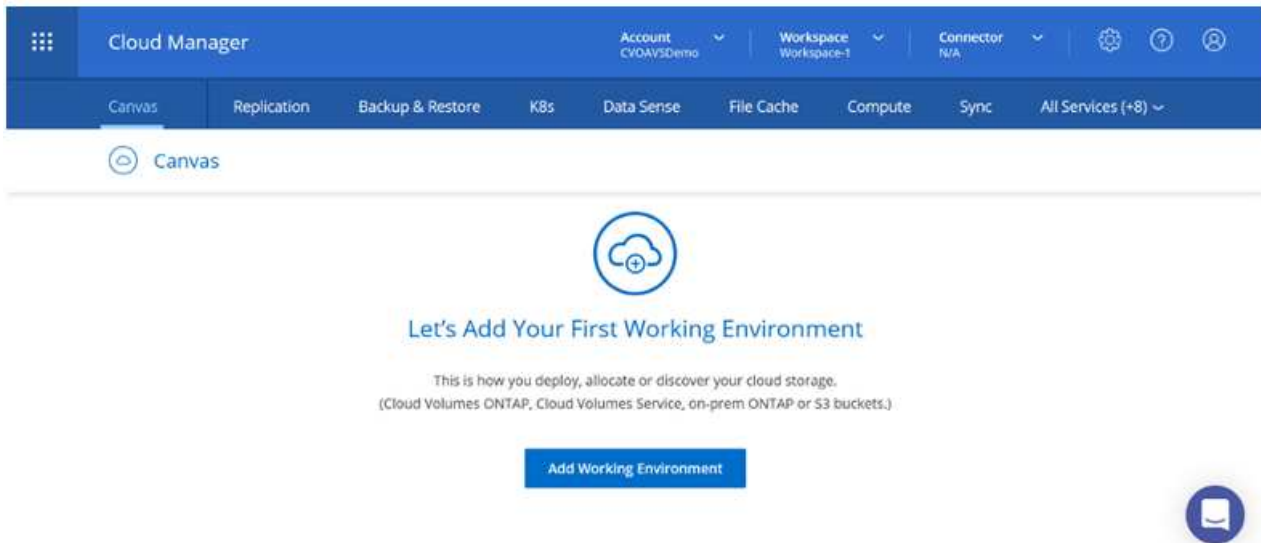 Cloud Manager
Account
CVOAVSDemo
Workspace
Workspace-1
Connector
N/A
Canvas
Replication
Backup & Restore
K8s
Data Sense
File Cache
Compute
Sync
All Services (+8)
Canvas
Let's Add Your First Working Environment
This is how you deploy, allocate or discover your cloud storage.
(Cloud Volumes ONTAP, Cloud Volumes Service, on-prem ONTAP or S3 buckets.)
Add Working Environment